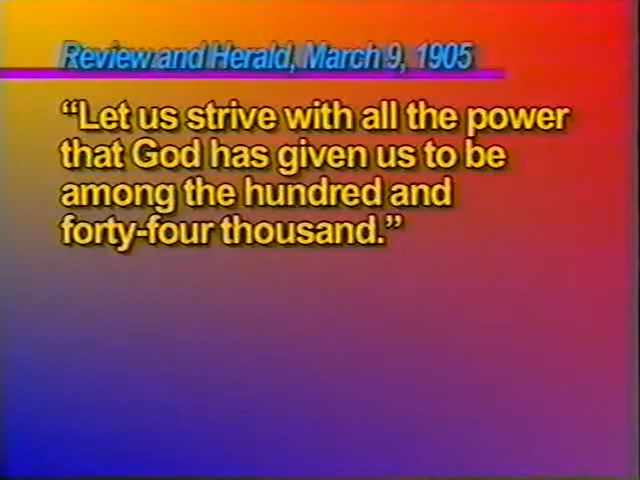 Review and Herald, March 9, 1905
“Let us strive with all the power
that God has given us to be
among the hundred and
forty-four thousand.”